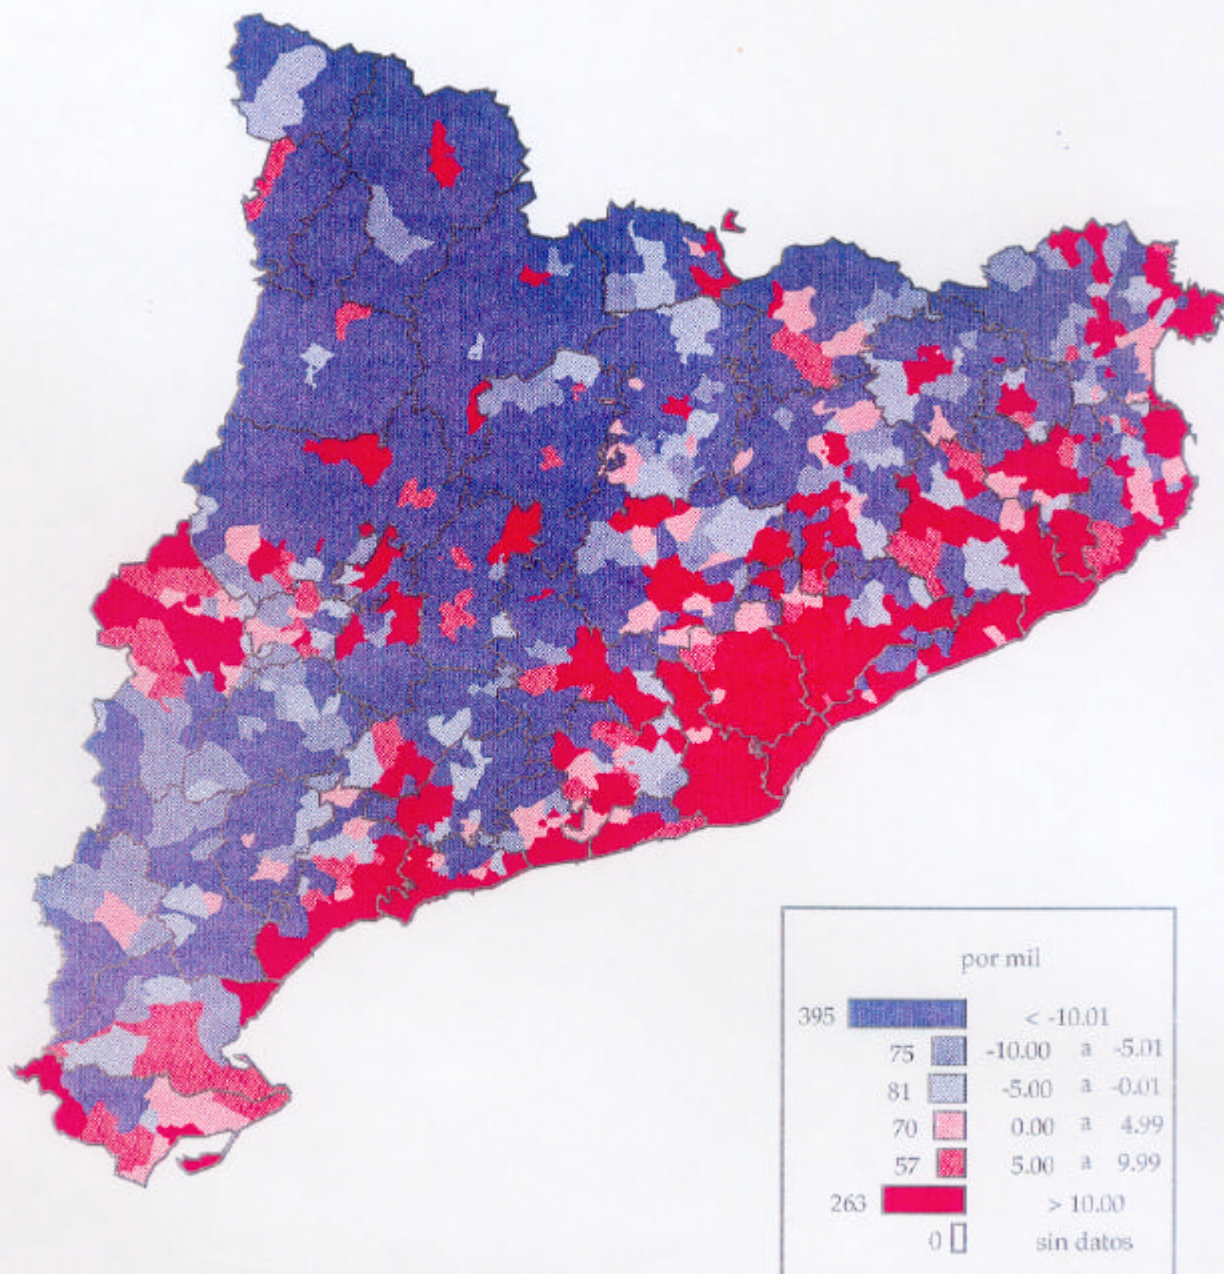 por mil
395 < -10.01
75 -10.00 a -5.01
81 -5.00 a -0.01
70 0.00 a 4.99
57 5.00 a 9.99
263 > 10.00
0 sin datos